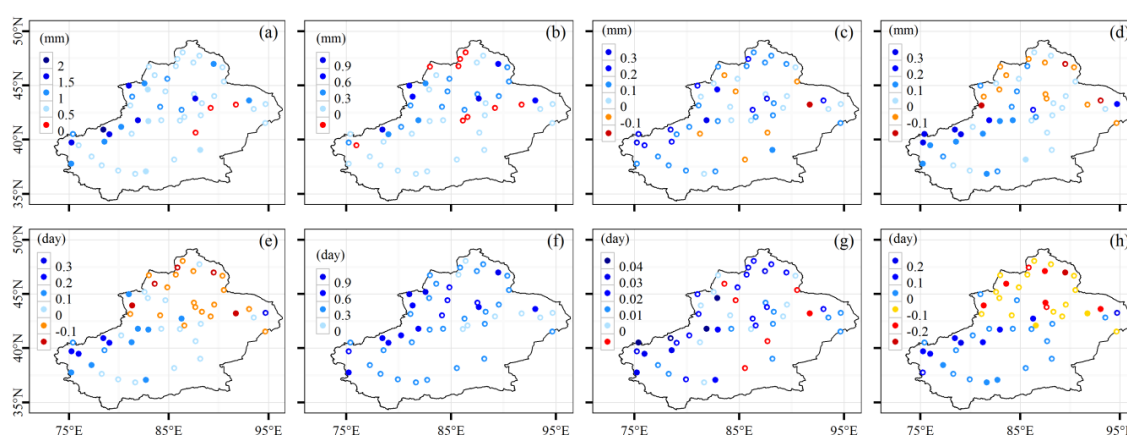 50°N
45°N
40°N
35°N
(mm)
(a)
2
1.5
1
0.5
0
(mm)
(b)
0.9
0.6
0.3
0
(mm)
(c)
0.3
0.2
0.1
0
-0.1
(mm)
(d)
0.3
0.2
0.1
0
-0.1
50°N
45°N
40°N
35°N
(day)
(e)
0.3
0.2
0.1
0
-0.1
(day)
(f)
0.9
0.6
0.3
0
(day)
(g)
0.04
0.03
0.02
0.01
0
(day)
(h)
0.2
0.1
0
-0.1
-0.2
75°E 85°E 95°E 75°E 85°E 95°E 75°E 85°E 95°E 75°E 85°E 95°E